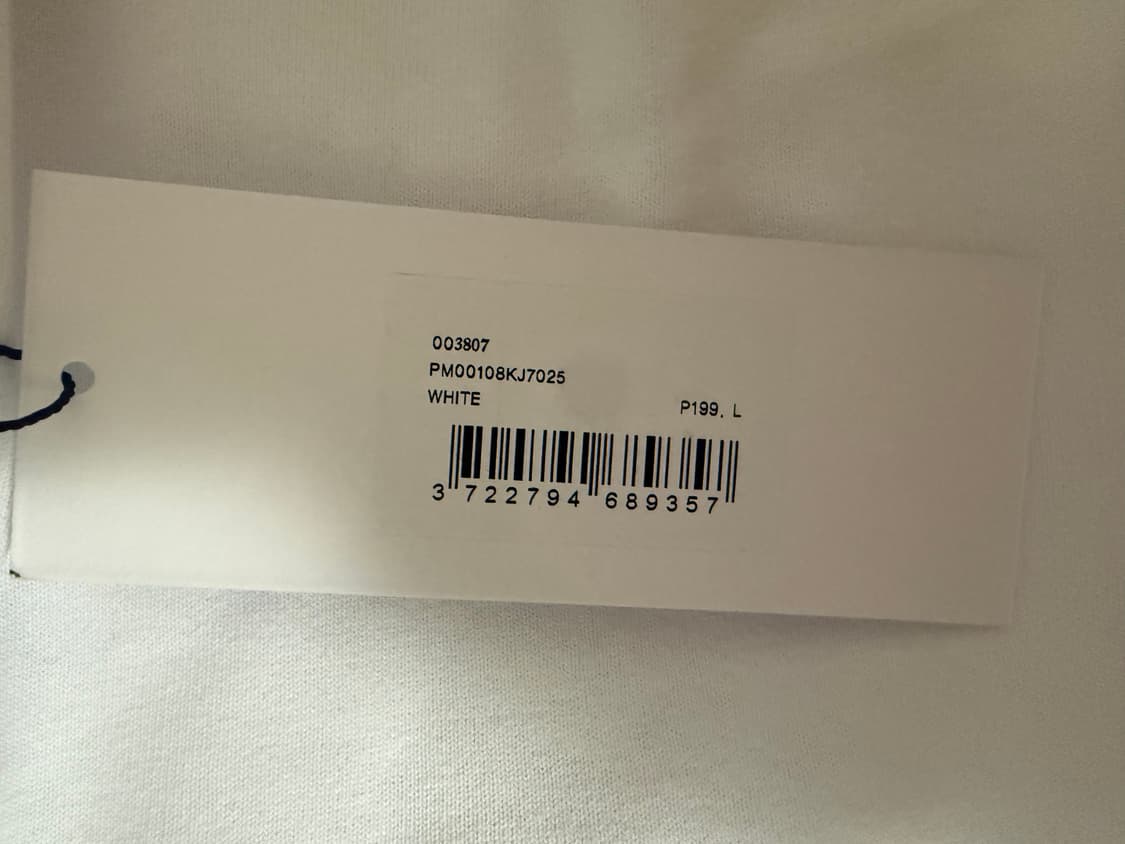 003807
PM00108KJ7025
WHITE
P199. L
3 722794 689357